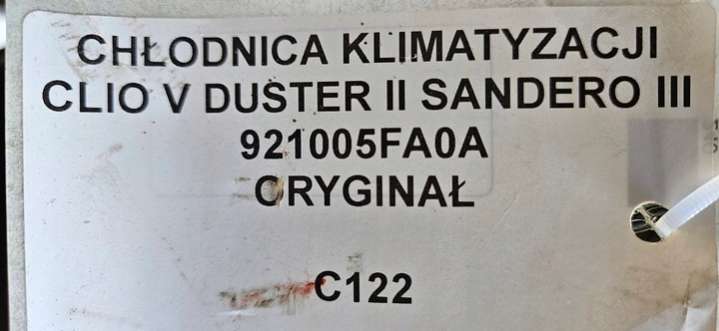 CHŁODNICA KLIMATYZACJI
CLIO V DUSTER II SANDERO III
921005FA0A
ORYGINAŁ
C122